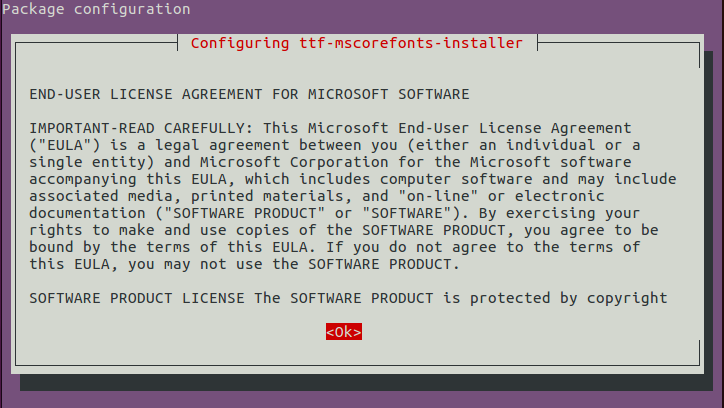 Package configuration
Configuring ttf-mscorefonts-installer
END-USER LICENSE AGREEMENT FOR MICROSOFT SOFTWARE
IMPORTANT-READ CAREFULLY: This Microsoft End-User License Agreement
("EULA") is a legal agreement between you (either an individual or a
single entity) and Microsoft Corporation for the Microsoft software
accompanying this EULA, which includes computer software and may include
associated media, printed materials, and "on-line" or electronic
documentation ("SOFTWARE PRODUCT" or "SOFTWARE"). By exercising your
rights to make and use copies of the SOFTWARE PRODUCT, you agree to be
bound by the terms of this EULA. If you do not agree to the terms of
this EULA, you may not use the SOFTWARE PRODUCT.
SOFTWARE PRODUCT LICENSE The SOFTWARE PRODUCT is protected by copyright
<Ok>